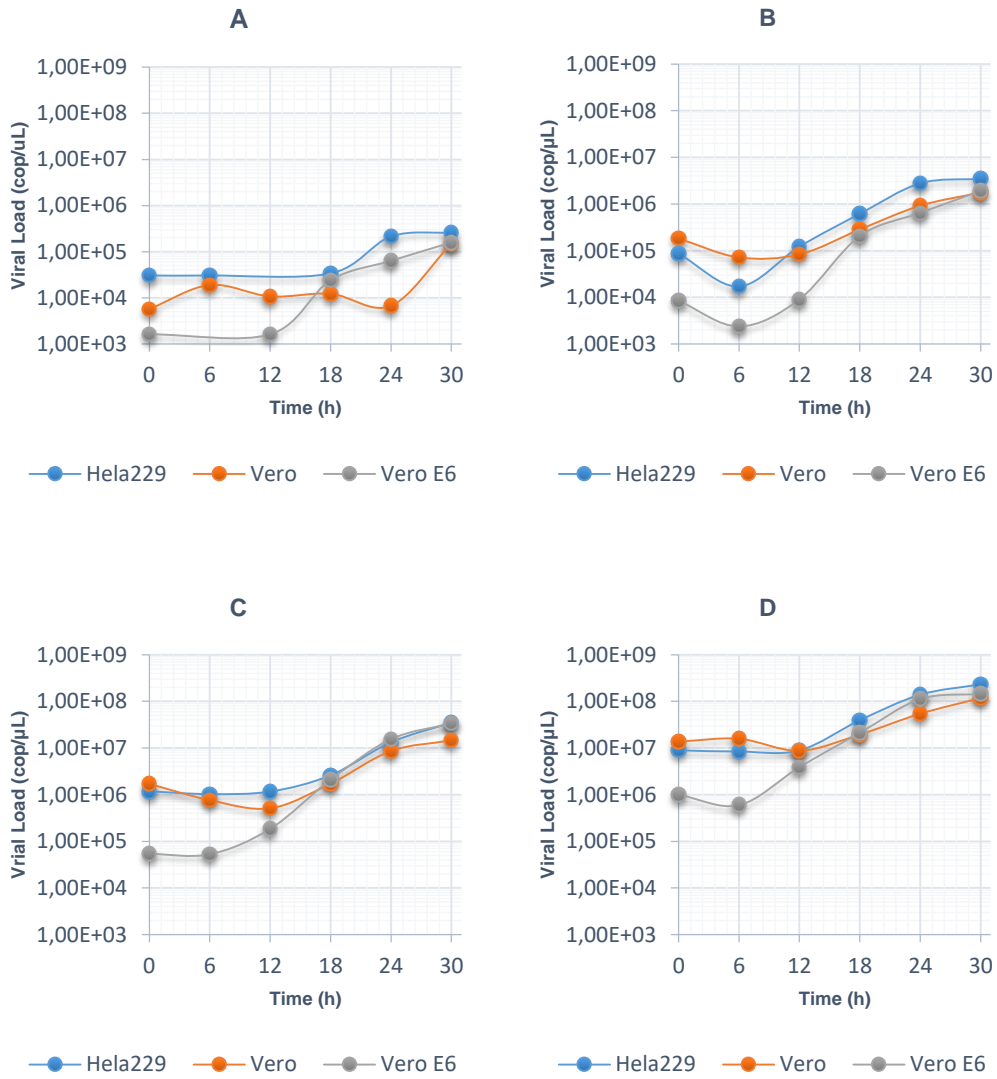 A
Viral Load (cop/uL)
1,00E+09
1,00E+08
1,00E+07
1,00E+06
1,00E+05
1,00E+04
1,00E+03
0 6 12 18 24 30
Time (h)
Hela229 Vero Vero E6
B
Viral Load (cop/µL)
1,00E+09
1,00E+08
1,00E+07
1,00E+06
1,00E+05
1,00E+04
1,00E+03
0 6 12 18 24 30
Time (h)
Hela229 Vero Vero E6
C
Vrial Load (cop/µL)
1,00E+09
1,00E+08
1,00E+07
1,00E+06
1,00E+05
1,00E+04
1,00E+03
0 6 12 18 24 30
Time (h)
Hela229 Vero Vero E6
D
Viral Load (cop/µL)
1,00E+09
1,00E+08
1,00E+07
1,00E+06
1,00E+05
1,00E+04
1,00E+03
0 6 12 18 24 30
Time (h)
Hela229 Vero Vero E6